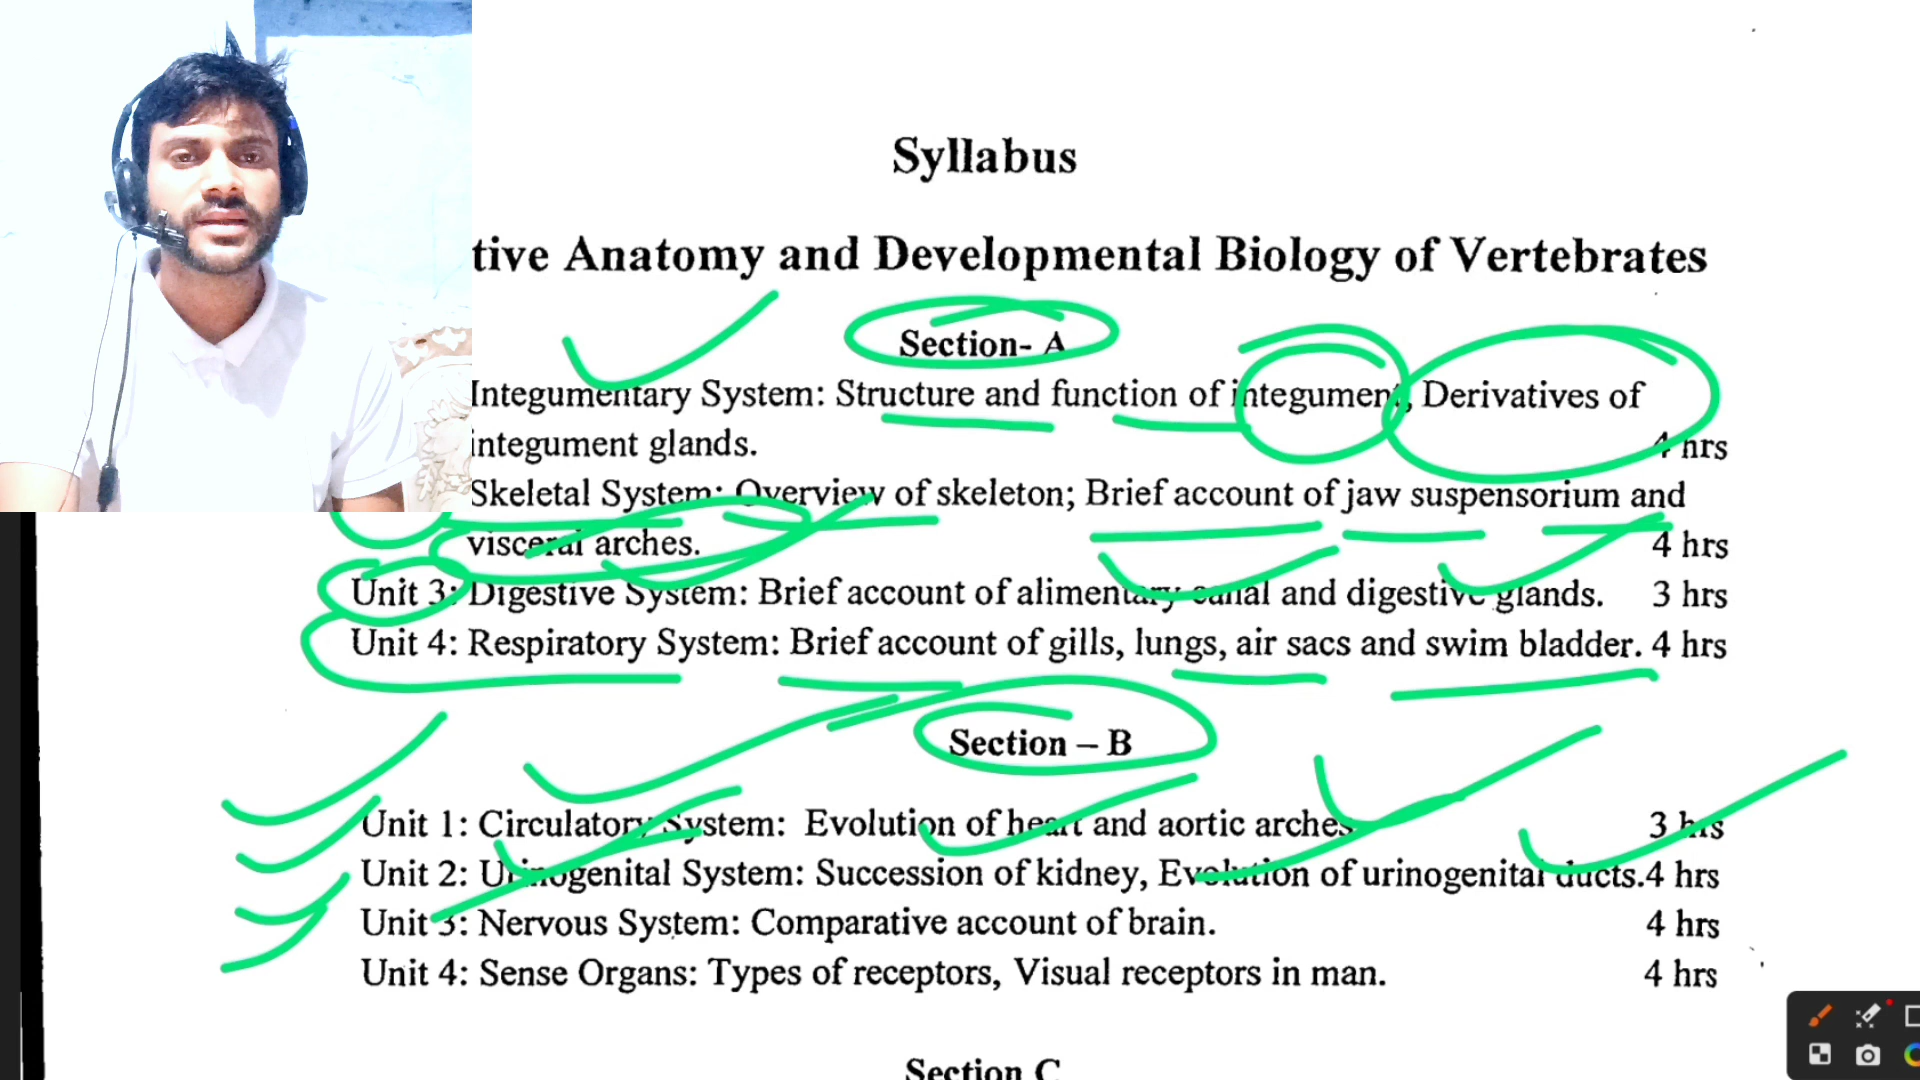 Syllabus
tive Anatomy and Developmental Biology of Vertebrates
Section- A
Integumentary System: Structure and function of integument, Derivatives of
integument glands. 4 hrs
Skeletal System: Overview of skeleton; Brief account of jaw suspensorium and
visceral arches. 4 hrs
Unit 3: Digestive System: Brief account of alimentary canal and digestive glands. 3 hrs
Unit 4: Respiratory System: Brief account of gills, lungs, air sacs and swim bladder. 4 hrs
Section – B
Unit 1: Circulatory System: Evolution of heart and aortic arches 3 hrs
Unit 2: Urinogenital System: Succession of kidney, Evolution of urinogenital ducts.4 hrs
Unit 3: Nervous System: Comparative account of brain. 4 hrs
Unit 4: Sense Organs: Types of receptors, Visual receptors in man. 4 hrs
Section C